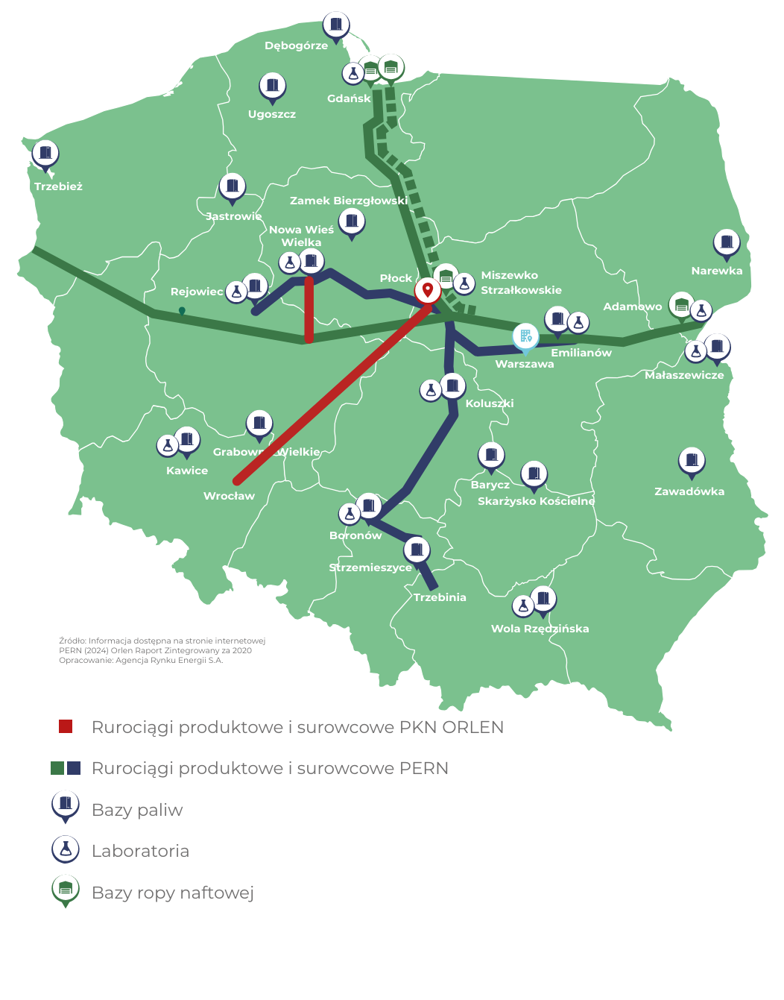 Dębogórze
Gdańsk
Ugoszcz
Trzebież
Zamek Bierzgłowski
Jastrowie
Nowa Wieś
Wielka
Narewka
Płock
Miszewko
Strzałkowskie
Rejowiec
Adamowo
Emilianów
Warszawa
Małaszewicze
Koluszki
Grabowno Wielkie
Kawice
Barycz
Wrocław
Skarżysko Kościelne
Zawadówka
Boronów
Strzemieszyce
Trzebinia
Wola Rzędzińska
Źródło: Informacja dostępna na stronie internetowej
PERN (2024) Orlen Raport Zintegrowany za 2020
Opracowanie: Agencja Rynku Energii S.A.
Rurociągi produktowe i surowcowe PKN ORLEN
Rurociągi produktowe i surowcowe PERN
Bazy paliw
Laboratoria
Bazy ropy naftowej